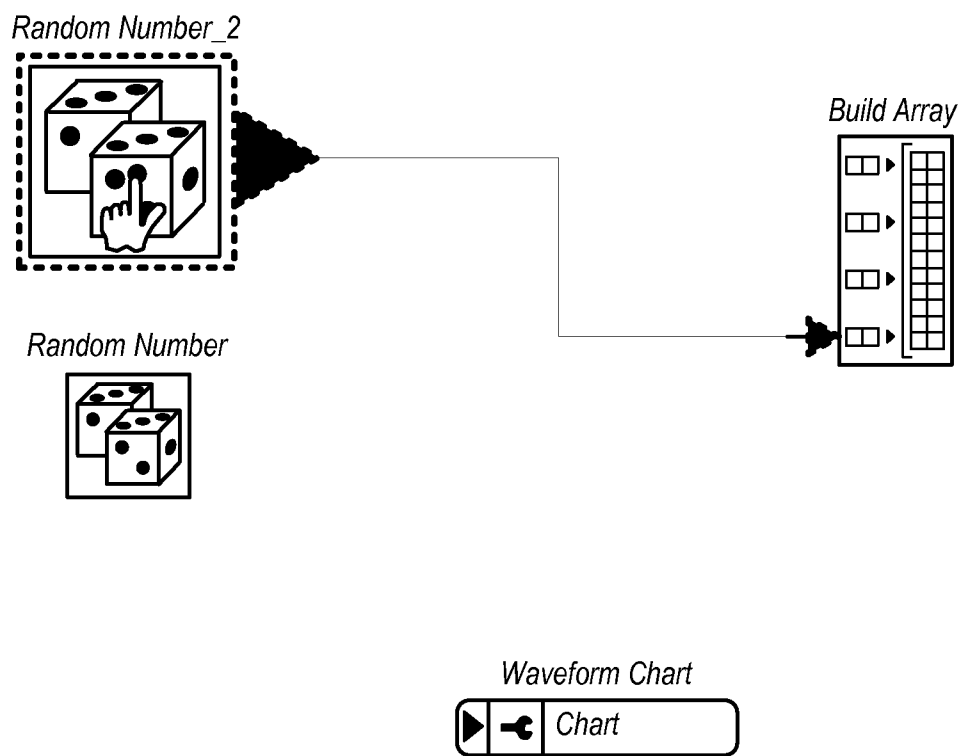 Random Number_2
Build Array
Random Number
Waveform Chart
Chart